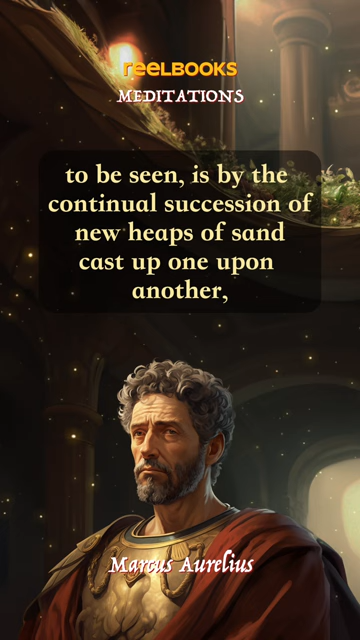 reelBOOKS
MEDITATIONS
to be seen, is by the
continual succession of
new heaps of sand
cast up one upon
another,
Marcus Aurelius